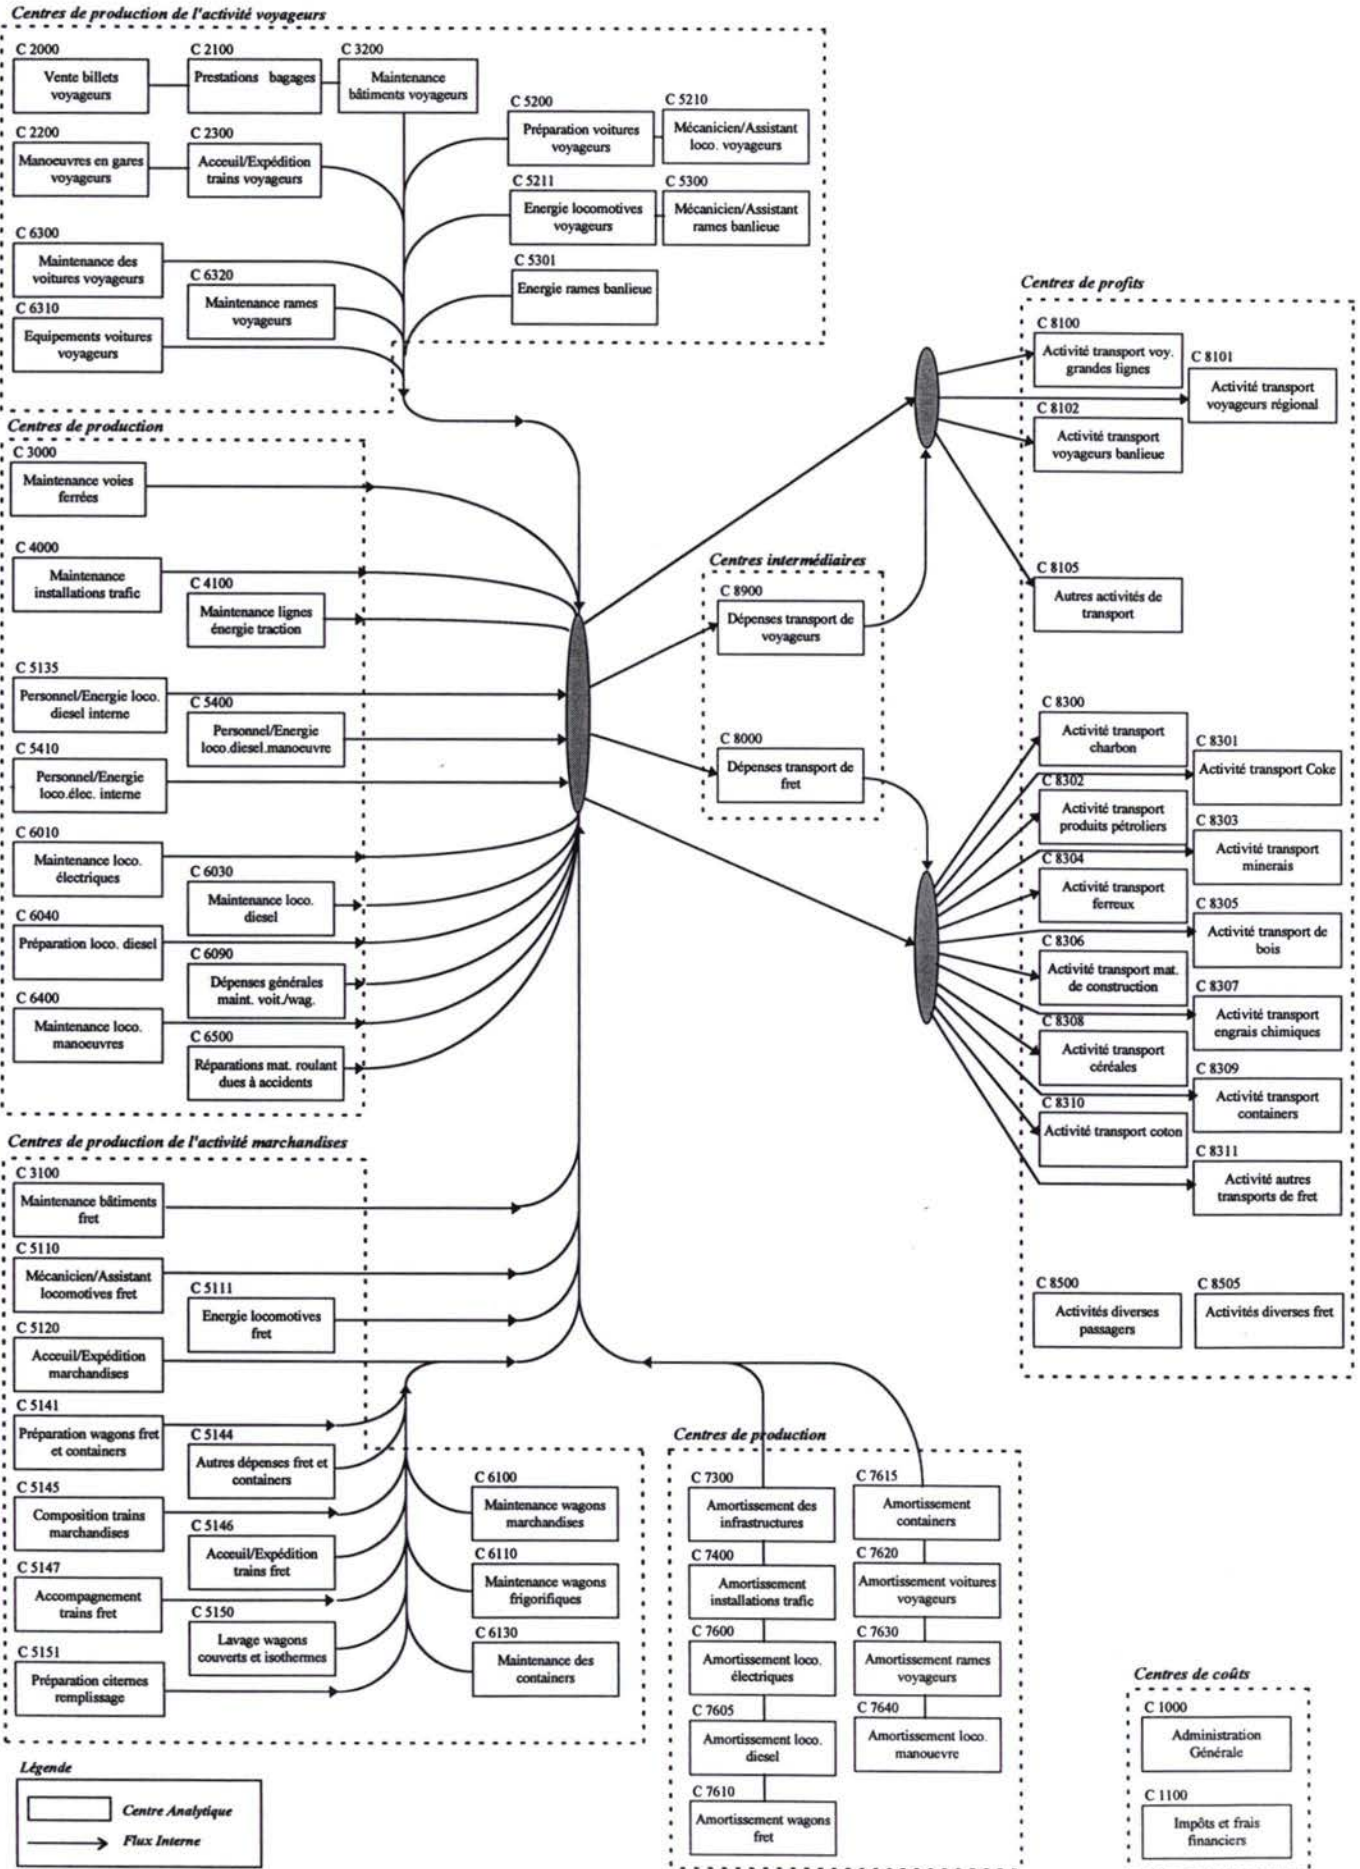 Centres de production de l'activité voyageurs
C 2000
Vente billets
voyageurs
C 2100
Prestations bagages
C 3200
Maintenance
bâtiments voyageurs
C 2200
Manoeuvres en gares
voyageurs
C 2300
Acceuil/Expédition
trains voyageurs
C 5200
Préparation voitures
voyageurs
C 5210
Mécanicien/Assistant
loco. voyageurs
C 5211
Energie locomotives
voyageurs
C 5300
Mécanicien/Assistant
rames banlieue
C 6300
Maintenance des
voitures voyageurs
C 6320
Maintenance rames
voyageurs
C 5301
Energie rames banlieue
C 6310
Equipements voitures
voyageurs
Centres de production
C 3000
Maintenance voies
ferrées
C 4000
Maintenance
installations trafic
C 4100
Maintenance lignes
énergie traction
C 5135
Personnel/Energie loco.
diesel interne
C 5400
Personnel/Energie
loco.diesel.manoeuvre
C 5410
Personnel/Energie
loco.élec. interne
C 6010
Maintenance loco.
électriques
C 6030
Maintenance loco.
diesel
C 6040
Préparation loco. diesel
C 6090
Dépenses générales
maint. voit./wag.
C 6400
Maintenance loco.
manoeuvres
C 6500
Réparations mat. roulant
dues à accidents
Centres intermédiaires
C 8900
Dépenses transport de
voyageurs
C 8000
Dépenses transport de
fret
Centres de profits
C 8100
Activité transport voy.
grandes lignes
C 8101
Activité transport
voyageurs régional
C 8102
Activité transport
voyageurs banlieue
C 8105
Autres activités de
transport
C 8300
Activité transport
charbon
C 8301
Activité transport Coke
C 8302
Activité transport
produits pétroliers
C 8303
Activité transport
minerais
C 8304
Activité transport
ferreux
C 8305
Activité transport de
bois
C 8306
Activité transport mat.
de construction
C 8307
Activité transport
engrais chimiques
C 8308
Activité transport
céréales
C 8309
Activité transport
containers
C 8310
Activité transport coton
C 8311
Activité autres
transports de fret
C 8500
Activités diverses
passagers
C 8505
Activités diverses fret
Centres de production de l'activité marchandises
C 3100
Maintenance bâtiments
fret
C 5110
Mécanicien/Assistant
locomotives fret
C 5111
Energie locomotives
fret
C 5120
Acceuil/Expédition
marchandises
C 5141
Préparation wagons fret
et containers
C 5144
Autres dépenses fret et
containers
C 5145
Composition trains
marchandises
C 5146
Acceuil/Expédition
trains fret
C 5147
Accompagnement
trains fret
C 5150
Lavage wagons
couverts et isothermes
C 5151
Préparation citernes
remplissage
C 6100
Maintenance wagons
marchandises
C 6110
Maintenance wagons
frigorifiques
C 6130
Maintenance des
containers
Centres de production
C 7300
Amortissement des
infrastructures
C 7615
Amortissement
containers
C 7400
Amortissement
installations trafic
C 7620
Amortissement voitures
voyageurs
C 7600
Amortissement loco.
électriques
C 7630
Amortissement rames
voyageurs
C 7605
Amortissement loco.
diesel
C 7640
Amortissement loco.
manouevre
C 7610
Amortissement wagons
fret
Centres de coûts
C 1000
Administration
Générale
C 1100
Impôts et frais
financiers
Légende
Centre Analytique
Flux Interne